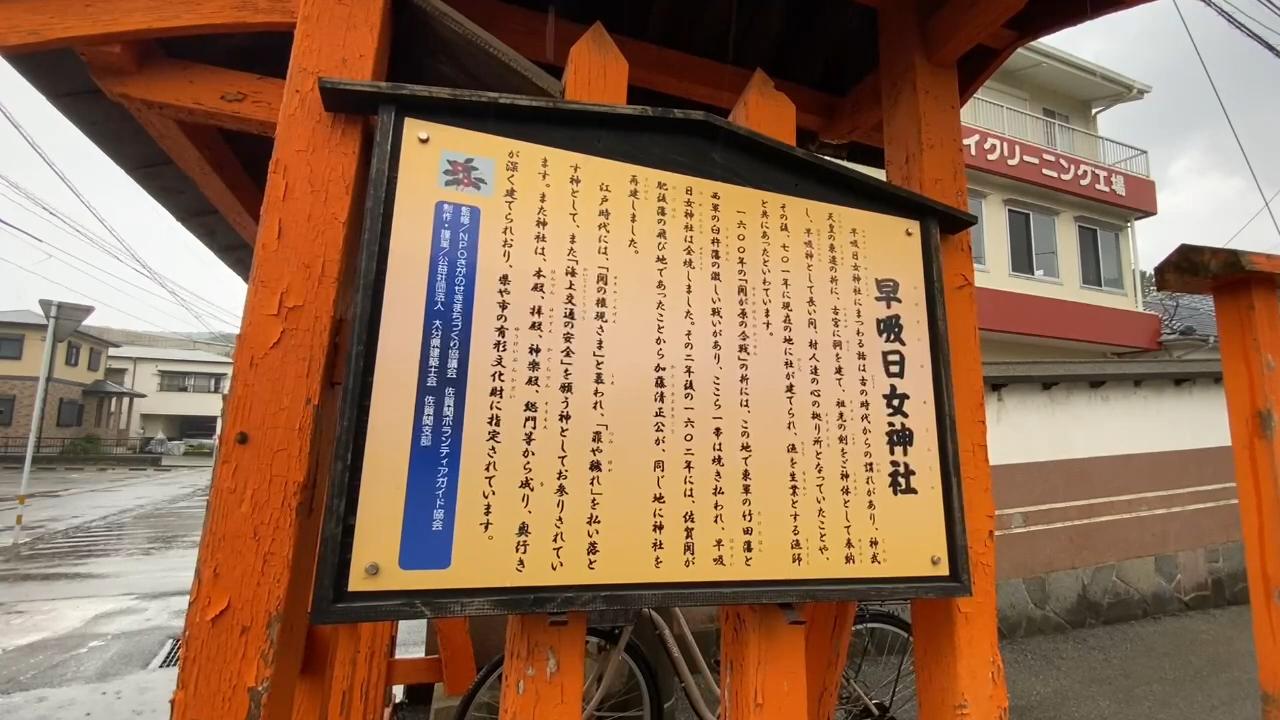 早吸日女神社
早吸日女神社にまつわる話は古の時代からの謂れがあり、神武
天皇の東遷の折に、古宮に祠を建て、祖先の剣をご神体として奉納
し、早吸神として長い間、村人達の心の拠り所となっていたことや、
その後、七〇一年に現在の地に社が建てられ、漁を生業とする漁師
と共にあったといわています。
一六〇〇年の「関が原の合戦」の折には、この地で東軍の竹田藩と
西軍の臼杵藩の激しい戦いがあり、ここら一帯は焼き払われ、早吸
日女神社は全焼しました。その二年後の一六〇二年には、佐賀関が
肥後藩の飛び地であったことから加藤清正公が、同じ地に神社を
再建しました。
江戸時代には、「関の権現さま」と慕われ、「罪や穢れ」を払い落と
す神として、また「海上交通の安全」を願う神としてお参りされてい
ます。また神社は、本殿、拝殿、神楽殿、総門等から成り、奥行き
が深く建てられおり、県や市の有形文化財に指定されています。
監修/NPOさがのせきまちづくり協議会 佐賀関ボランティアガイド協会
制作・謹呈/公益社団法人 大分県建築士会 佐賀関支部
イクリーニング工場